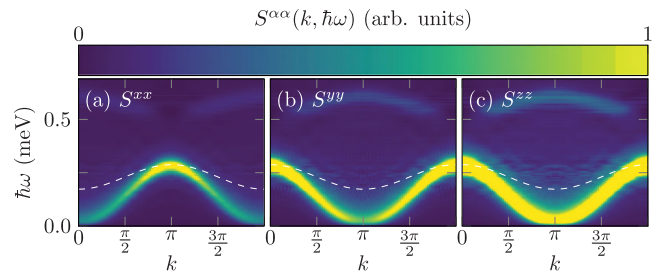 S^{αα}(k, ħω) (arb. units)
0 1
(a) S^{xx} (b) S^{yy} (c) S^{zz}
0.5
0.0
ħω (meV)
0 π/2 π 3π/2 0 π/2 π 3π/2 0 π/2 π 3π/2
k k k